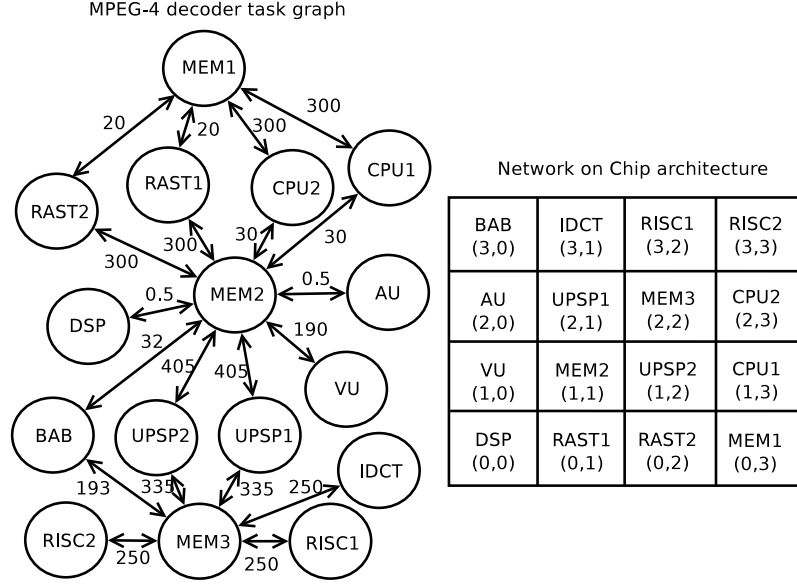 MPEG-4 decoder task graph
MEM1
300
20
20
300
CPU1
RAST1
CPU2
RAST2
300
30
30
300
MEM2
0.5
0.5
AU
DSP
190
32
405
405
VU
BAB
UPSP2
UPSP1
IDCT
193
335
335
250
RISC2
MEM3
RISC1
250
250
Network on Chip architecture
BAB IDCT RISC1 RISC2
(3,0) (3,1) (3,2) (3,3)
AU UPSP1 MEM3 CPU2
(2,0) (2,1) (2,2) (2,3)
VU MEM2 UPSP2 CPU1
(1,0) (1,1) (1,2) (1,3)
DSP RAST1 RAST2 MEM1
(0,0) (0,1) (0,2) (0,3)